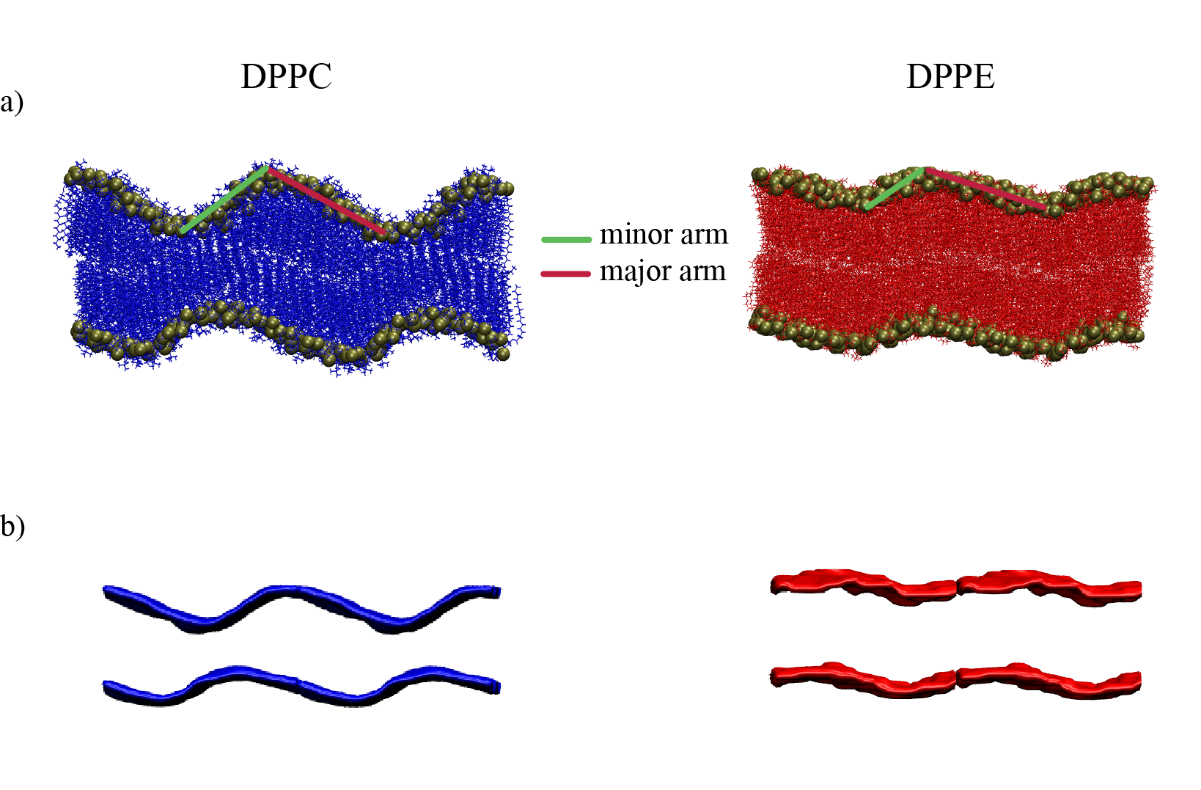 DPPC
DPPE
a)
minor arm
major arm
b)